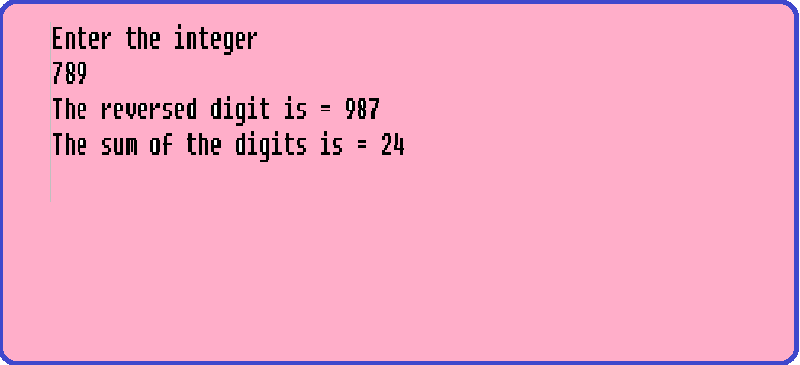 Enter the integer
789
The reversed digit is = 987
The sum of the digits is = 24